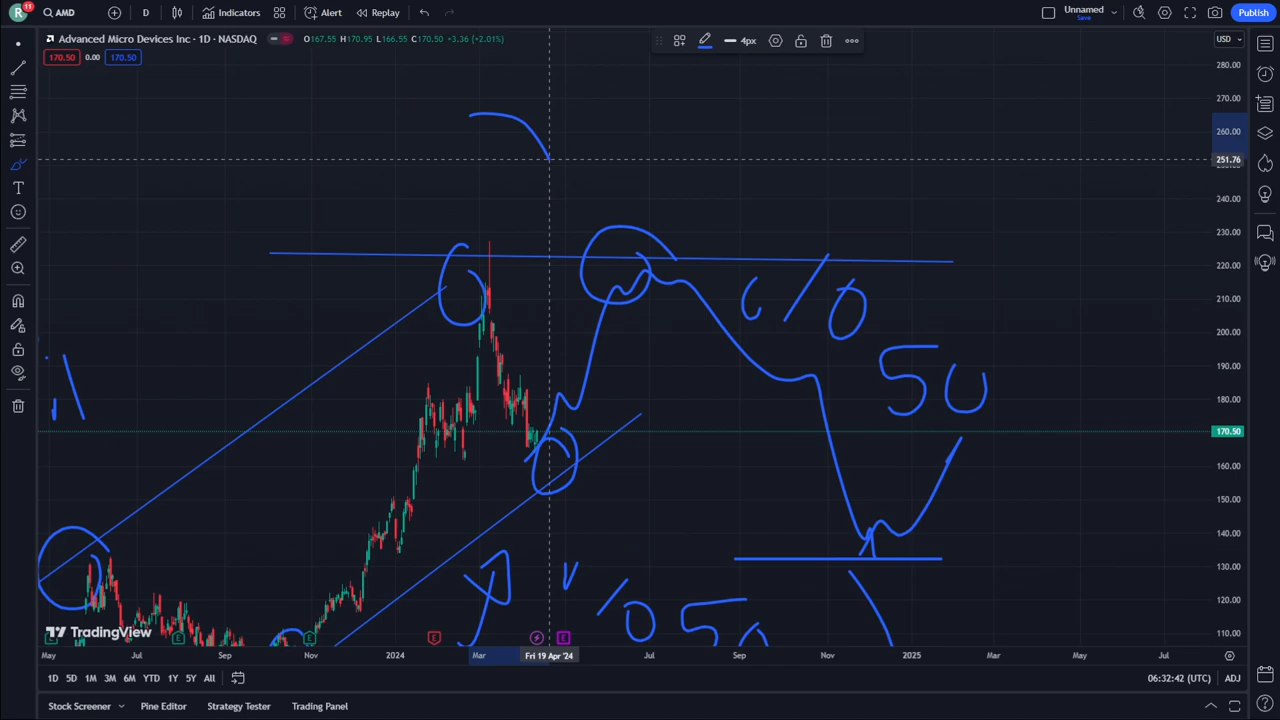 R 11 AMD D Indicators Alert Replay Unnamed Save Publish
Advanced Micro Devices Inc · 1D · NASDAQ O167.55 H170.95 L166.55 C170.50 +3.36 (+2.01%)
4px
USD
170.50 0.00 170.50
280.00
270.00
260.00
251.76
240.00
230.00
220.00
210.00
200.00
190.00
180.00
170.50
160.00
150.00
140.00
130.00
120.00
110.00
%
50
% 50
TradingView
E E E E
May Jul Sep Nov 2024 Mar Fri 19 Apr '24 Jul Sep Nov 2025 Mar May Jul
1D 5D 1M 3M 6M YTD 1Y 5Y All 06:32:42 (UTC) ADJ
Stock Screener Pine Editor Strategy Tester Trading Panel